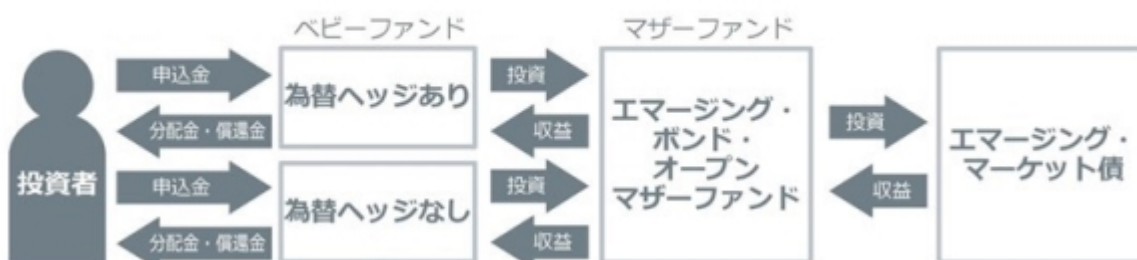 ベビーファンド
マザーファンド
投資者
申込金
分配金・償還金
申込金
分配金・償還金
為替ヘッジあり
為替ヘッジなし
投資
収益
投資
収益
エマージング・
ボンド・
オープン
マザーファンド
投資
収益
エマージング・
マーケット債